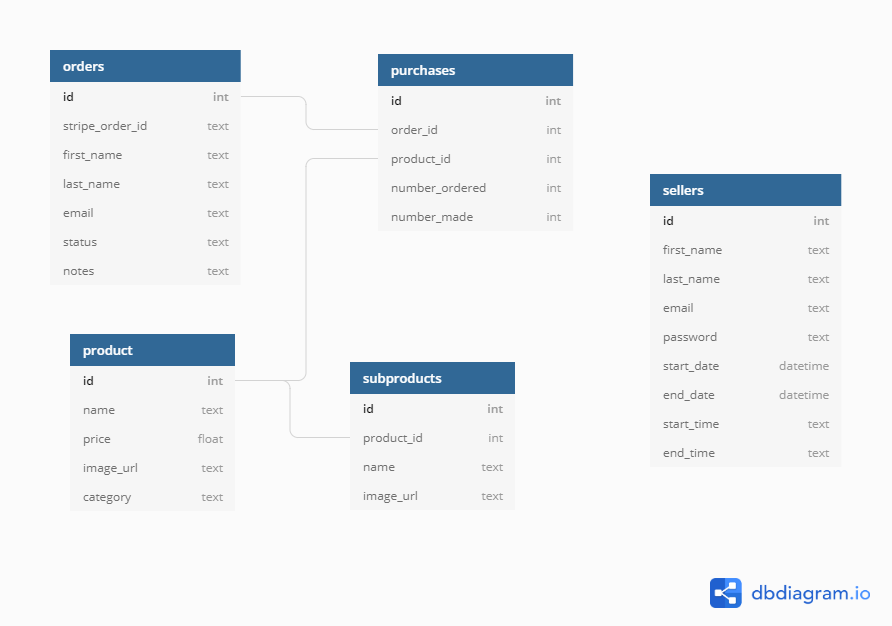 orders
id int
stripe_order_id text
first_name text
last_name text
email text
status text
notes text
purchases
id int
order_id int
product_id int
number_ordered int
number_made int
sellers
id int
first_name text
last_name text
email text
password text
start_date datetime
end_date datetime
start_time text
end_time text
product
id int
name text
price float
image_url text
category text
subproducts
id int
product_id int
name text
image_url text
dbdiagram.io